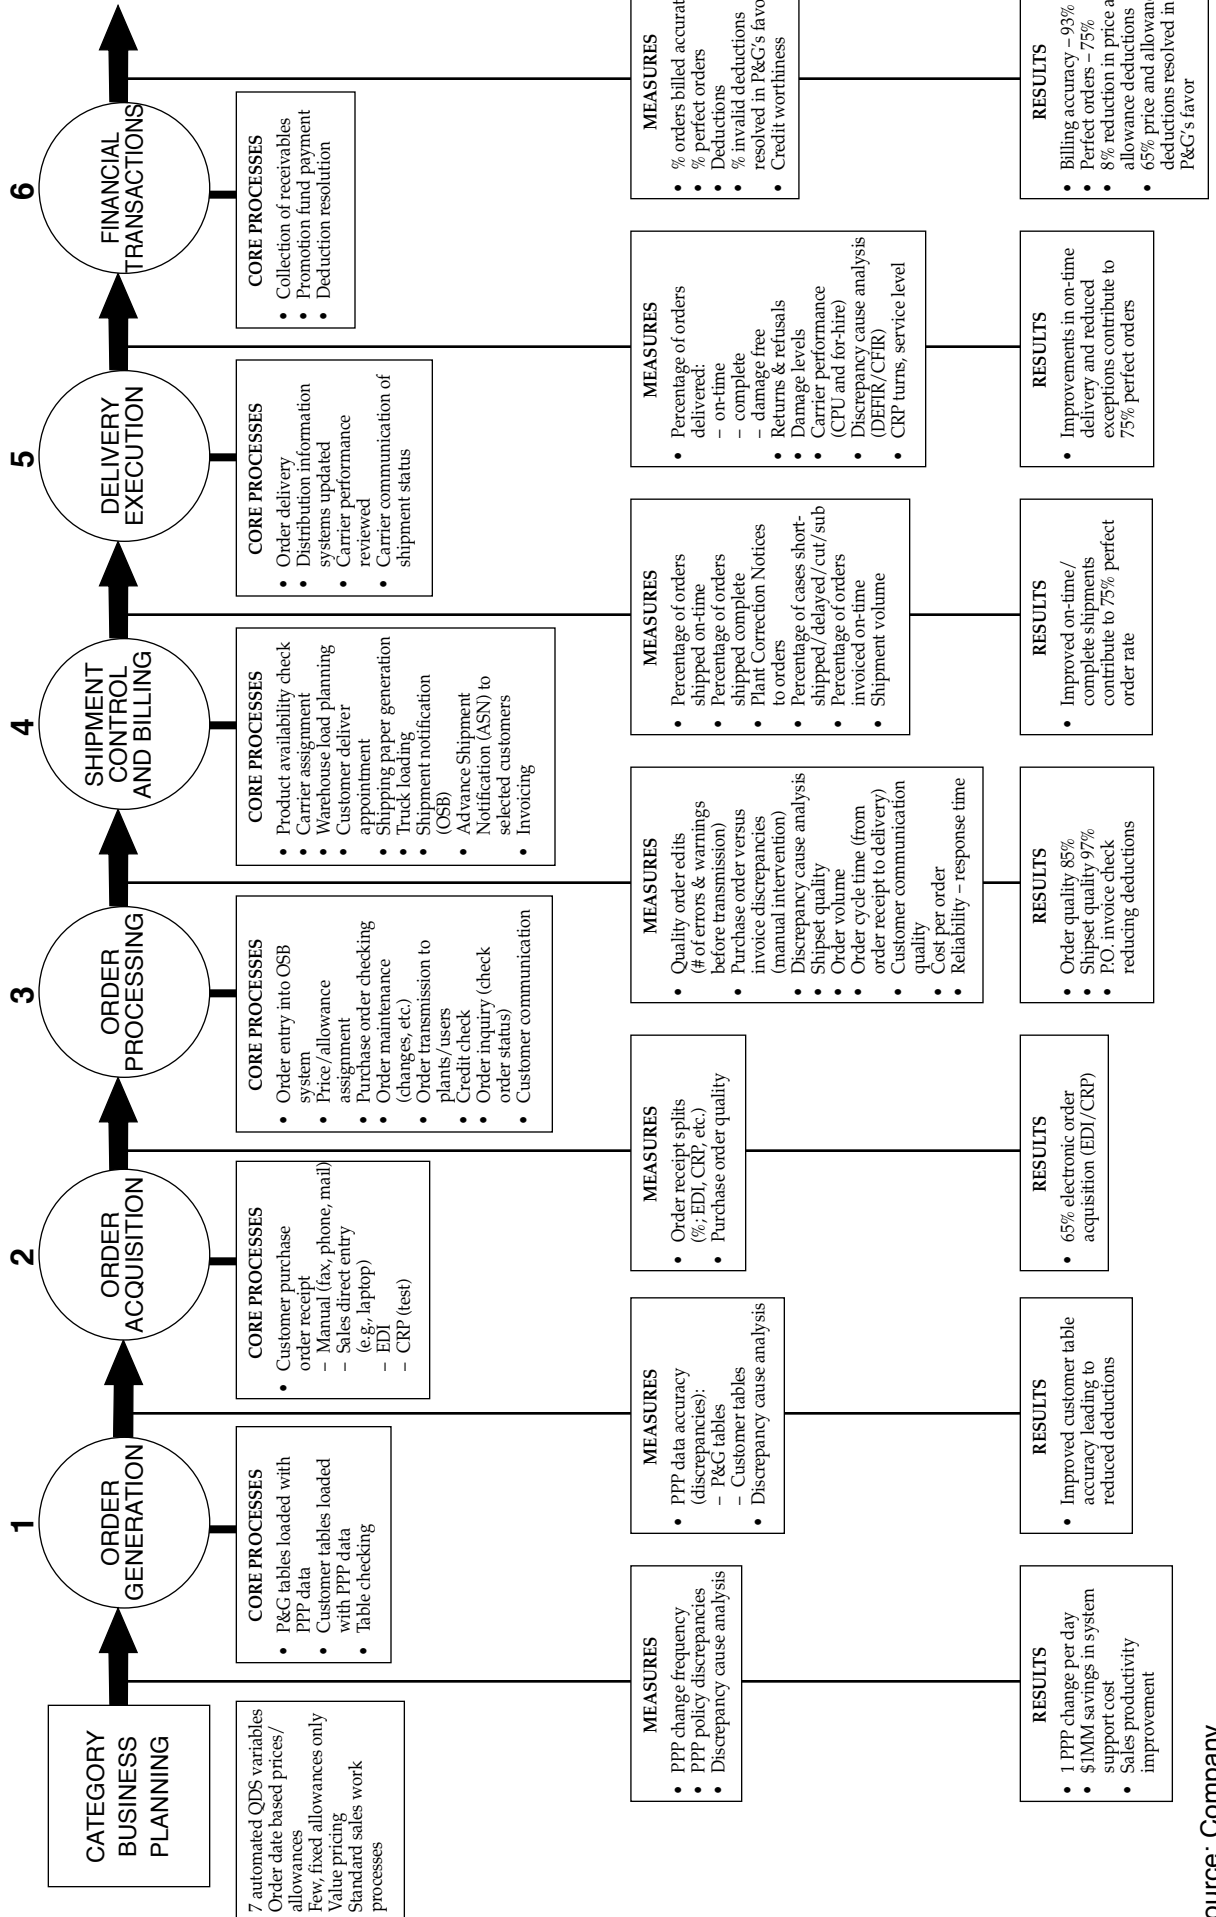 CATEGORY
BUSINESS
PLANNING
7 automated QDS variables
Order date based prices/
allowances
Few, fixed allowances only
Value pricing
Standard sales work
processes
MEASURES
• PPP change frequency
• PPP policy discrepancies
• Discrepancy cause analysis
RESULTS
• 1 PPP change per day
• $1MM savings in system
support cost
• Sales productivity
improvement
1
ORDER
GENERATION
CORE PROCESSES
• P&G tables loaded with
PPP data
• Customer tables loaded
with PPP data
• Table checking
MEASURES
• PPP data accuracy
(discrepancies):
– P&G tables
– Customer tables
• Discrepancy cause analysis
RESULTS
• Improved customer table
accuracy leading to
reduced deductions
2
ORDER
ACQUISITION
CORE PROCESSES
• Customer purchase
order receipt
– Manual (fax, phone, mail)
– Sales direct entry
(e.g., laptop)
– EDI
– CRP (test)
MEASURES
• Order receipt splits
(%; EDI, CRP, etc.)
• Purchase order quality
RESULTS
• 65% electronic order
acquisition (EDI/CRP)
3
ORDER
PROCESSING
CORE PROCESSES
• Order entry into OSB
system
• Price/allowance
assignment
• Purchase order checking
• Order maintenance
(changes, etc.)
• Order transmission to
plants/users
• Credit check
• Order inquiry (check
order status)
• Customer communication
MEASURES
• Quality order edits
(# of errors & warnings
before transmission)
• Purchase order versus
invoice discrepancies
(manual intervention)
• Discrepancy cause analysis
• Shipset quality
• Order volume
• Order cycle time (from
order receipt to delivery)
• Customer communication
quality
• Cost per order
• Reliability – response time
RESULTS
• Order quality 85%
• Shipset quality 97%
• P.O. invoice check
reducing deductions
4
SHIPMENT
CONTROL
AND BILLING
CORE PROCESSES
• Product availability check
• Carrier assignment
• Warehouse load planning
• Customer deliver
appointment
• Shipping paper generation
• Truck loading
• Shipment notification
(OSB)
• Advance Shipment
Notification (ASN) to
selected customers
• Invoicing
MEASURES
• Percentage of orders
shipped on-time
• Percentage of orders
shipped complete
• Plant Correction Notices
to orders
• Percentage of cases short-
shipped/delayed/cut/sub
• Percentage of orders
invoiced on-time
• Shipment volume
RESULTS
• Improved on-time/
complete shipments
contribute to 75% perfect
order rate
5
DELIVERY
EXECUTION
CORE PROCESSES
• Order delivery
• Distribution information
systems updated
• Carrier performance
reviewed
• Carrier communication of
shipment status
MEASURES
• Percentage of orders
delivered:
– on-time
– complete
– damage free
• Returns & refusals
• Damage levels
• Carrier performance
(CPU and for-hire)
• Discrepancy cause analysis
(DEFIR/CFIR)
• CRP turns, service level
RESULTS
• Improvements in on-time
delivery and reduced
exceptions contribute to
75% perfect orders
6
FINANCIAL
TRANSACTIONS
CORE PROCESSES
• Collection of receivables
• Promotion fund payment
• Deduction resolution
MEASURES
• % orders billed accurat
• % perfect orders
• Deductions
• % invalid deductions
resolved in P&G's favo
• Credit worthiness
RESULTS
• Billing accuracy – 93%
• Perfect orders – 75%
• 8% reduction in price a
allowance deductions
• 65% price and allowan
deductions resolved in
P&G's favor
ource: Company